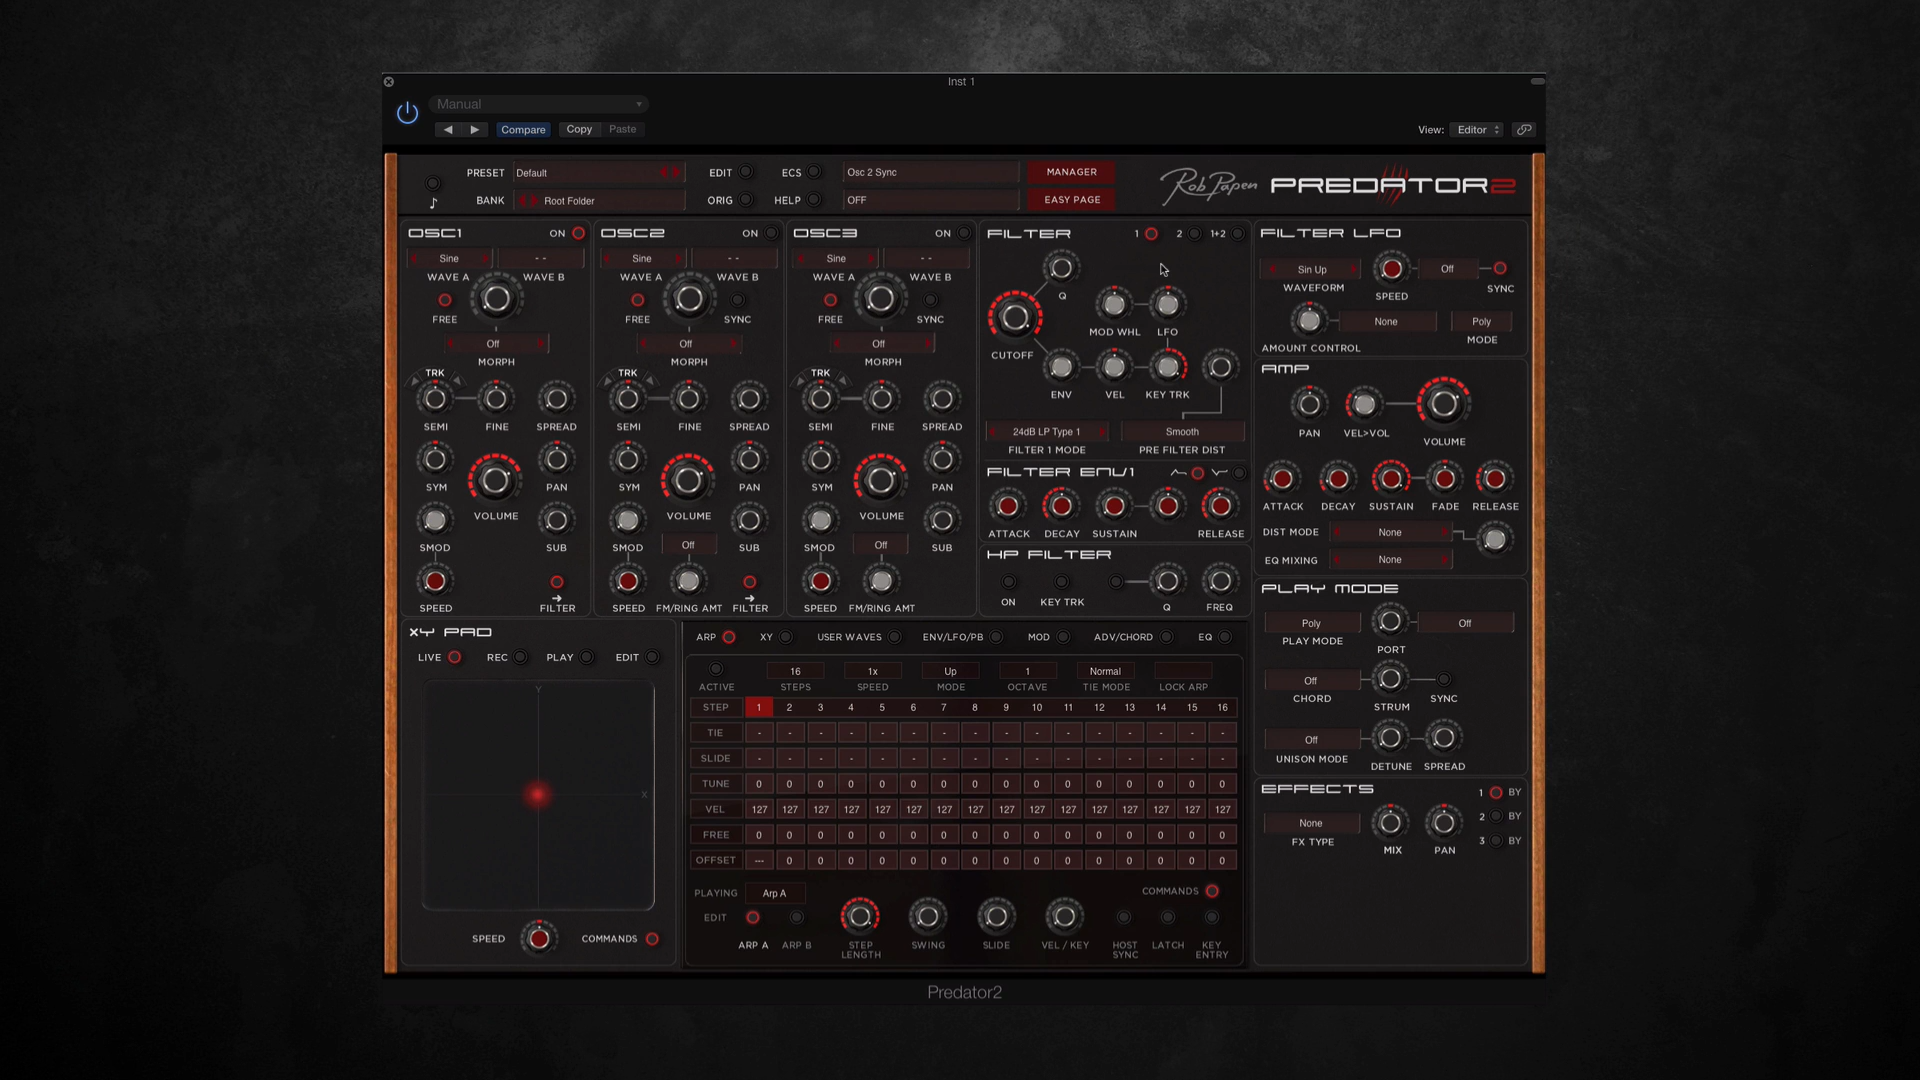 Inst 1
Manual
Compare Copy Paste View: Editor
PRESET Default EDIT ECS Osc 2 Sync MANAGER
Rob Papen PREDATOR2
BANK Root Folder ORIG HELP OFF EASY PAGE
OSC1 ON
Sine - -
WAVE A WAVE B
FREE
Off
MORPH
TRK
SEMI FINE SPREAD
SYM VOLUME PAN
SMOD SUB
SPEED FILTER
OSC2 ON
Sine - -
WAVE A WAVE B
FREE SYNC
Off
MORPH
TRK
SEMI FINE SPREAD
SYM VOLUME PAN
Off
SMOD SUB
SPEED FM/RING AMT FILTER
OSC3 ON
Sine - -
WAVE A WAVE B
FREE SYNC
Off
MORPH
TRK
SEMI FINE SPREAD
SYM VOLUME PAN
Off
SMOD SUB
SPEED FM/RING AMT
FILTER 1 2 1+2
Q
MOD WHL LFO
CUTOFF
ENV VEL KEY TRK
24dB LP Type 1 Smooth
FILTER 1 MODE PRE FILTER DIST
FILTER ENV1
ATTACK DECAY SUSTAIN RELEASE
HP FILTER
ON KEY TRK Q FREQ
FILTER LFO
Sin Up Off
WAVEFORM SPEED SYNC
None Poly
AMOUNT CONTROL MODE
AMP
PAN VEL>VOL VOLUME
ATTACK DECAY SUSTAIN FADE RELEASE
DIST MODE None
EQ MIXING None
PLAY MODE
Poly Off
PLAY MODE PORT
Off
CHORD STRUM SYNC
Off
UNISON MODE DETUNE SPREAD
EFFECTS 1 BY
2 BY
None
FX TYPE MIX PAN
3 BY
XY PAD
LIVE REC PLAY EDIT
Y
X
SPEED COMMANDS
ARP XY USER WAVES ENV/LFO/PB MOD ADV/CHORD EQ
16 1x Up 1 Normal
ACTIVE STEPS SPEED MODE OCTAVE TIE MODE LOCK ARP
STEP 1 2 3 4 5 6 7 8 9 10 11 12 13 14 15 16
TIE - - - - - - - - - - - - - - - -
SLIDE - - - - - - - - - - - - - - - -
TUNE 0 0 0 0 0 0 0 0 0 0 0 0 0 0 0 0
VEL 127 127 127 127 127 127 127 127 127 127 127 127 127 127 127 127
FREE 0 0 0 0 0 0 0 0 0 0 0 0 0 0 0 0
OFFSET --- 0 0 0 0 0 0 0 0 0 0 0 0 0 0 0
PLAYING Arp A COMMANDS
EDIT
ARP A ARP B STEP LENGTH SWING SLIDE VEL / KEY HOST SYNC LATCH KEY ENTRY
Predator2